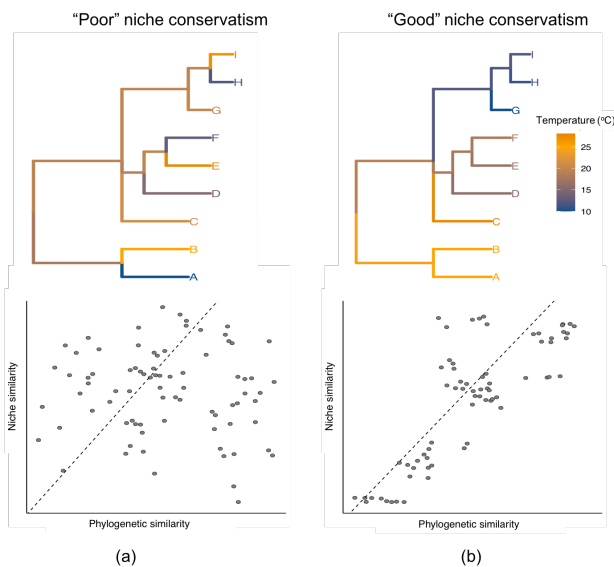 “Poor” niche conservatism
“Good” niche conservatism
I
H
G
F
E
D
C
B
A
I
H
G
F
E
D
C
B
A
Temperature (ºC)
25
20
15
10
Niche similarity
Phylogenetic similarity
Niche similarity
Phylogenetic similarity
(a)
(b)